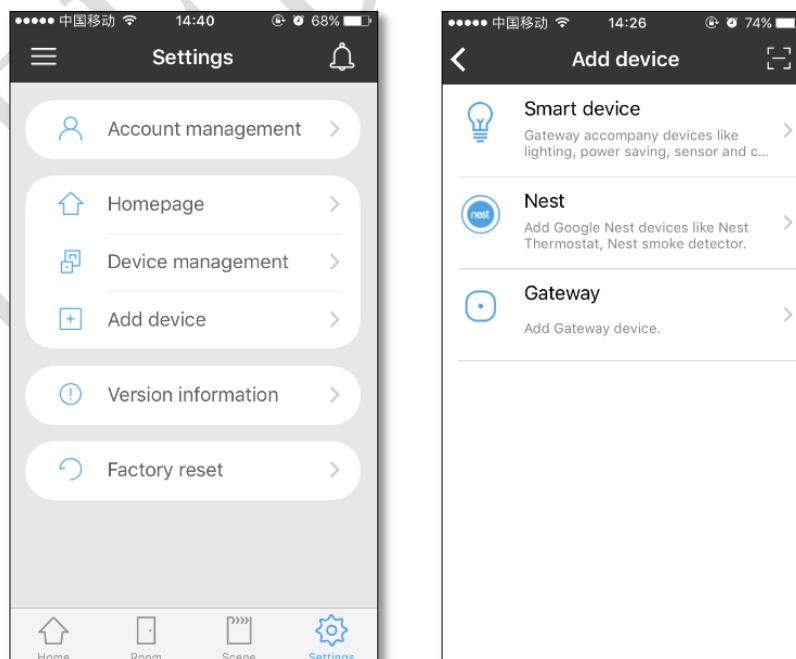 中国移动 14:40 68%
Settings
Account management
Homepage
Device management
Add device
Version information
Factory reset
Home Room Scene Settings
中国移动 14:26 74%
Add device
Smart device
Gateway accompany devices like
lighting, power saving, sensor and c...
Nest
nest
Add Google Nest devices like Nest
Thermostat, Nest smoke detector.
Gateway
Add Gateway device.